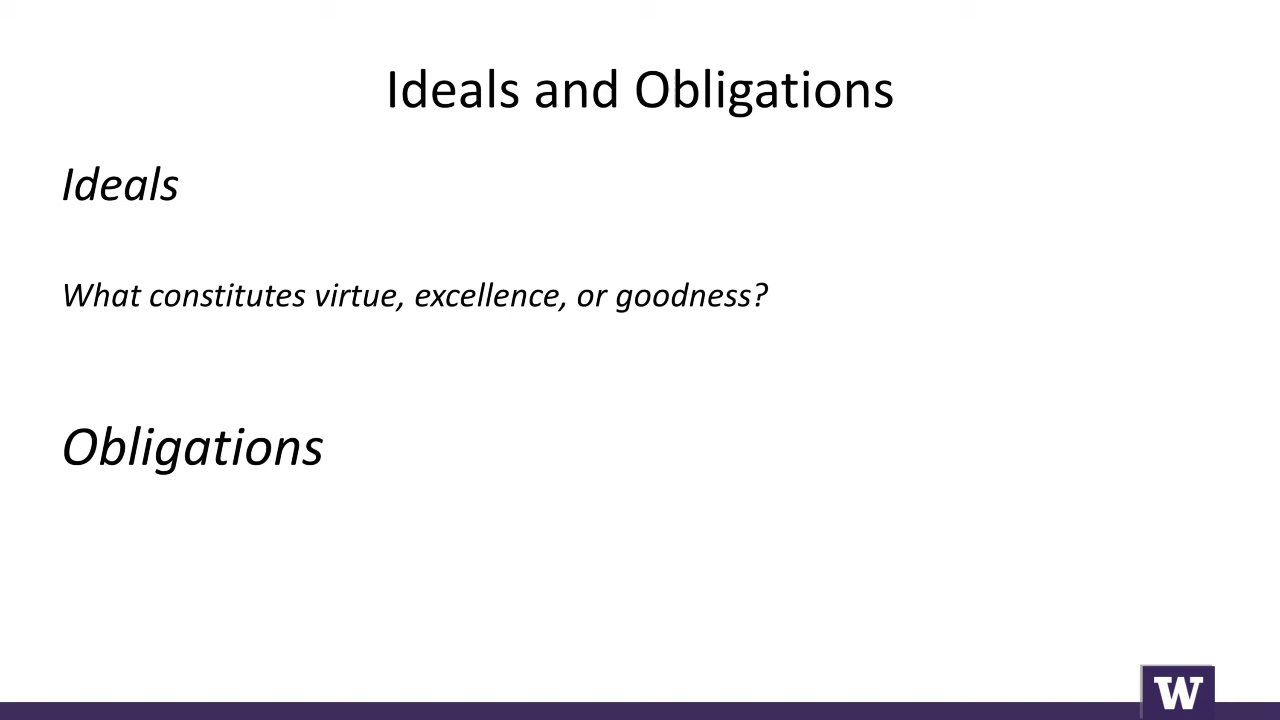 Ideals and Obligations
Ideals
What constitutes virtue, excellence, or goodness?
Obligations
W